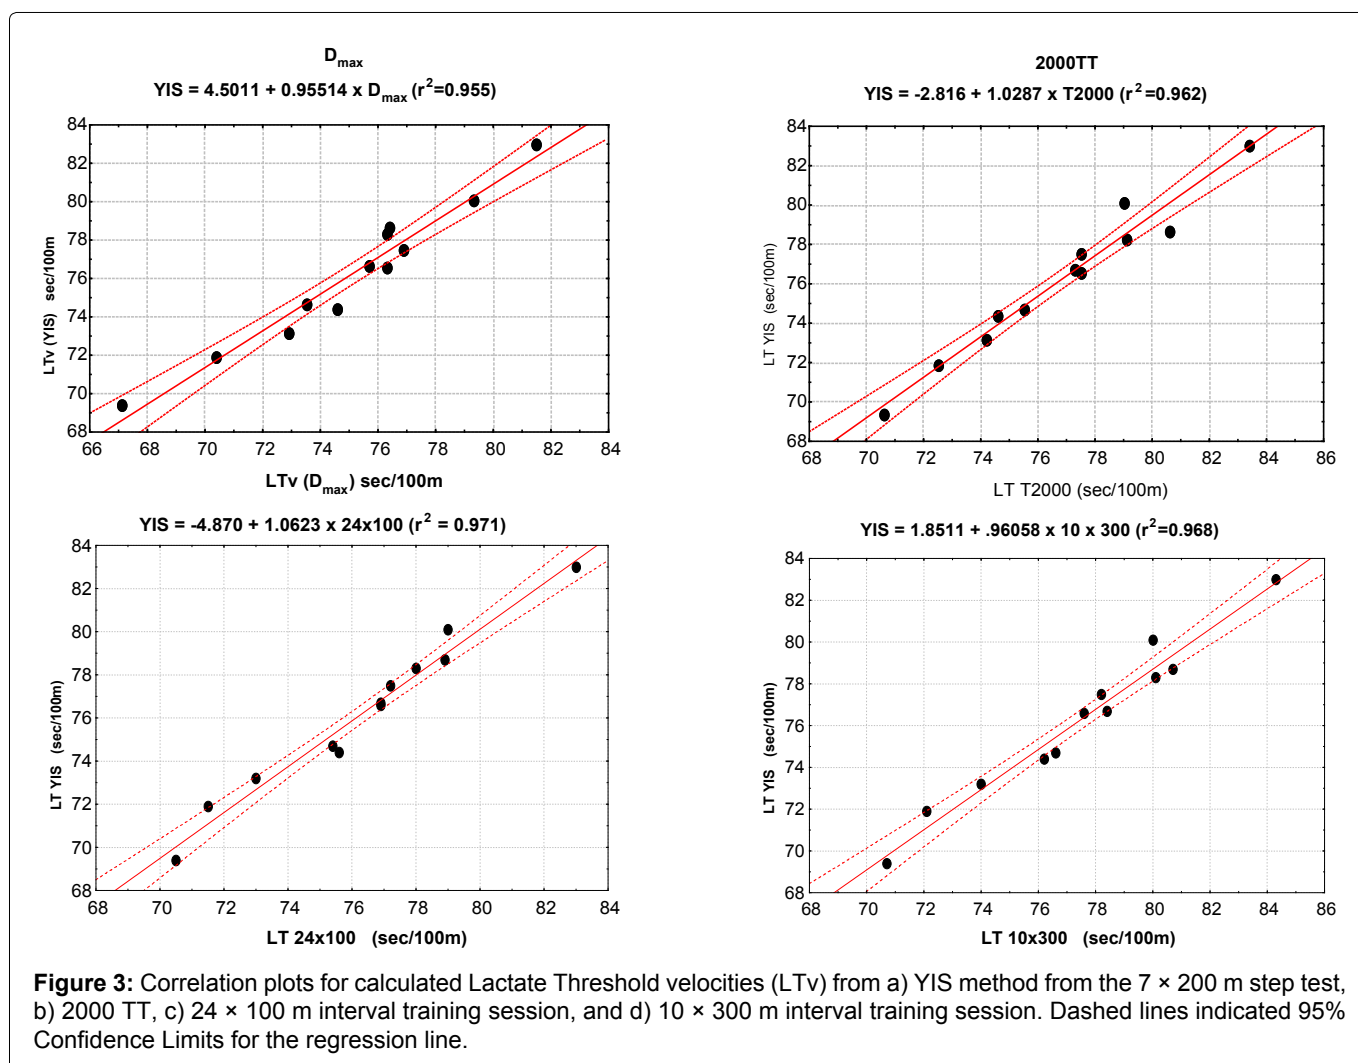 D_max
YIS = 4.5011 + 0.95514 x D_max (r²=0.955)
84
82
80
78
76
74
72
70
68
66 70 72 74 76 78 80 82 84
LTv (YIS) sec/100m
LTv (D_max) sec/100m
2000TT
YIS = -2.816 + 1.0287 x T2000 (r²=0.962)
84
82
80
78
76
74
72
70
68
68 70 72 74 76 78 80 82 84 86
LT YIS (sec/100m)
LT T2000 (sec/100m)
YIS = -4.870 + 1.0623 x 24x100 (r² = 0.971)
84
82
80
78
76
74
72
70
68
68 70 72 74 76 78 80 82 84
LT YIS (sec/100m)
LT 24x100 (sec/100m)
YIS = 1.8511 + .96058 x 10 x 300 (r²=0.968)
84
82
80
78
76
74
72
70
68
68 70 72 74 76 78 80 82 84 86
LT YIS (sec/100m)
LT 10x300 (sec/100m)
Figure 3: Correlation plots for calculated Lactate Threshold velocities (LTv) from a) YIS method from the 7 × 200 m step test,
b) 2000 TT, c) 24 × 100 m interval training session, and d) 10 × 300 m interval training session. Dashed lines indicated 95%
Confidence Limits for the regression line.